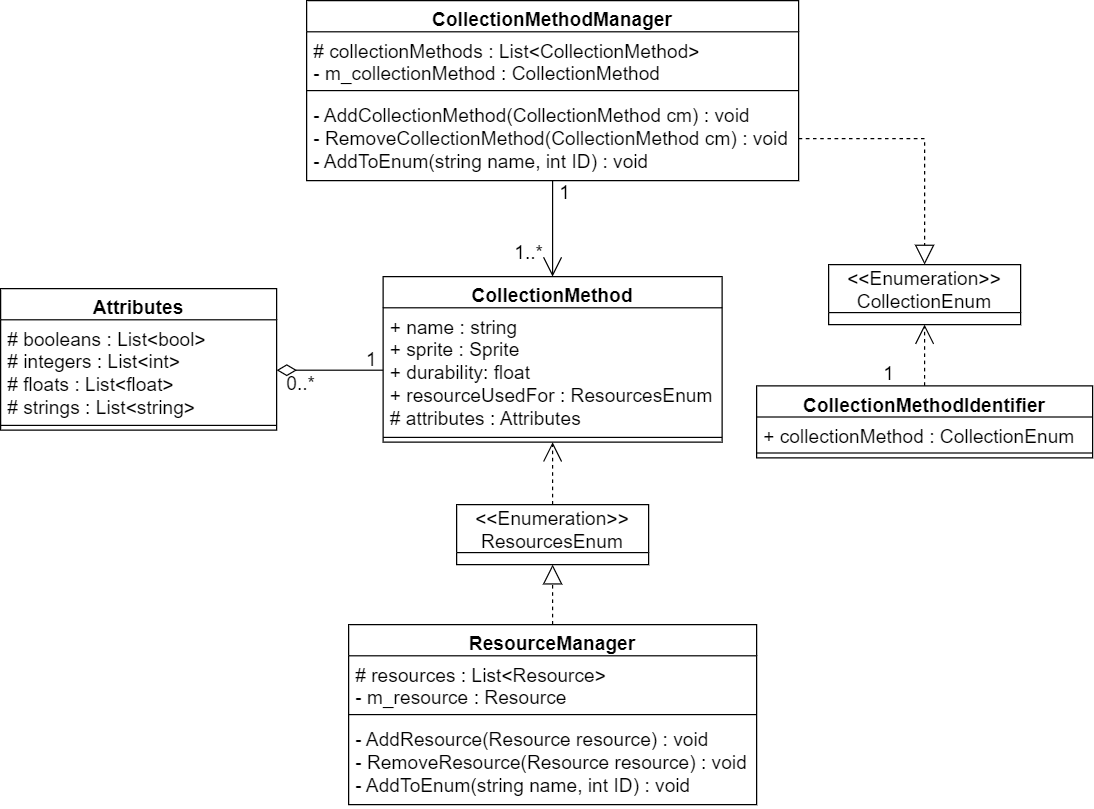 CollectionMethodManager
# collectionMethods : List<CollectionMethod>
- m_collectionMethod : CollectionMethod
- AddCollectionMethod(CollectionMethod cm) : void
- RemoveCollectionMethod(CollectionMethod cm) : void
- AddToEnum(string name, int ID) : void
1
1..*
<<Enumeration>>
CollectionEnum
Attributes
# booleans : List<bool>
# integers : List<int>
# floats : List<float>
# strings : List<string>
0..*
1
CollectionMethod
+ name : string
+ sprite : Sprite
+ durability: float
+ resourceUsedFor : ResourcesEnum
# attributes : Attributes
1
CollectionMethodIdentifier
+ collectionMethod : CollectionEnum
<<Enumeration>>
ResourcesEnum
ResourceManager
# resources : List<Resource>
- m_resource : Resource
- AddResource(Resource resource) : void
- RemoveResource(Resource resource) : void
- AddToEnum(string name, int ID) : void